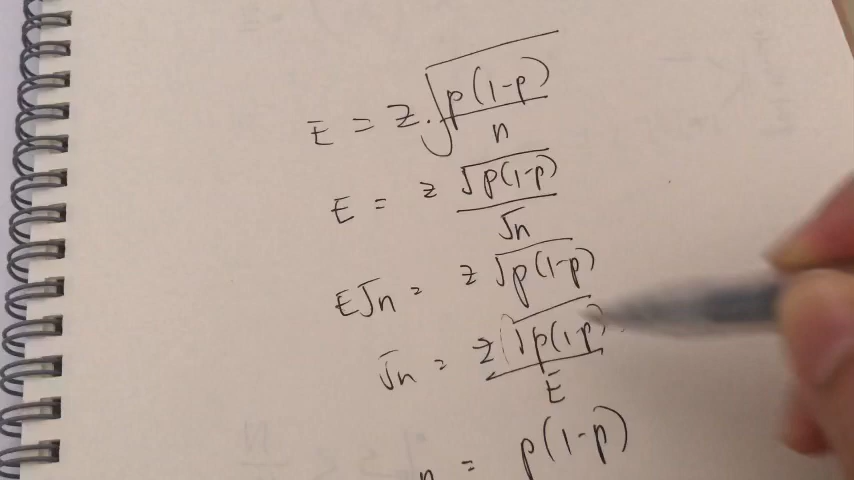 E = z·√(p(1-p)/n)
E = z √p(1-p)/√n
E√n = z √p(1-p)
√n = z(√p(1-p))/E
n = p(1-p)